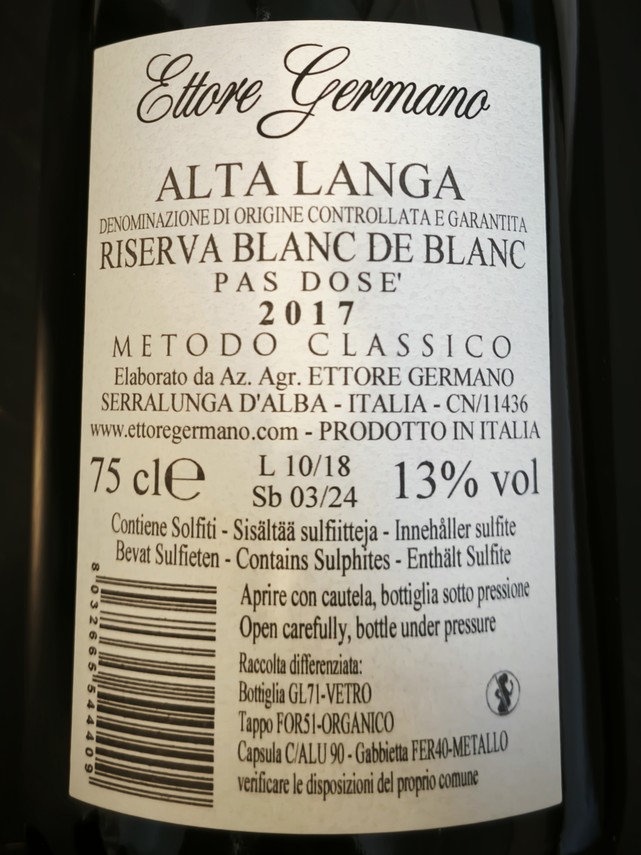 Ettore Germano
ALTA LANGA
DENOMINAZIONE DI ORIGINE CONTROLLATA E GARANTITA
RISERVA BLANC DE BLANC
PAS DOSE'
2017
METODO CLASSICO
Elaborato da Az. Agr. ETTORE GERMANO
SERRALUNGA D'ALBA - ITALIA - CN/11436
www.ettoregermano.com - PRODOTTO IN ITALIA
75 cl e L 10/18 13% vol
Sb 03/24
Contiene Solfiti - Sisältää sulfiitteja - Innehåller sulfite
Bevat Sulfieten - Contains Sulphites - Enthält Sulfite
Aprire con cautela, bottiglia sotto pressione
Open carefully, bottle under pressure
Raccolta differenziata:
Bottiglia GL71-VETRO
Tappo FOR51-ORGANICO
Capsula C/ALU 90 - Gabbietta FER40-METALLO
verificare le disposizioni del proprio comune
8 032665 544409